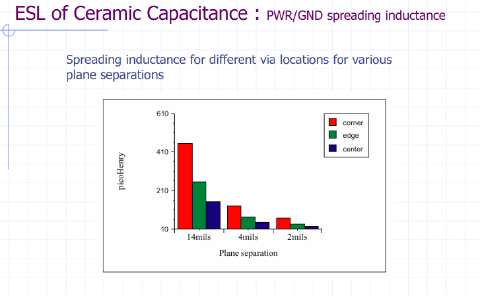 ESL of Ceramic Capacitance : PWR/GND spreading inductance
Spreading inductance for different via locations for various
plane separations
610
410
210
10
picoHenry
corner
edge
center
14mils 4mils 2mils
Plane separation